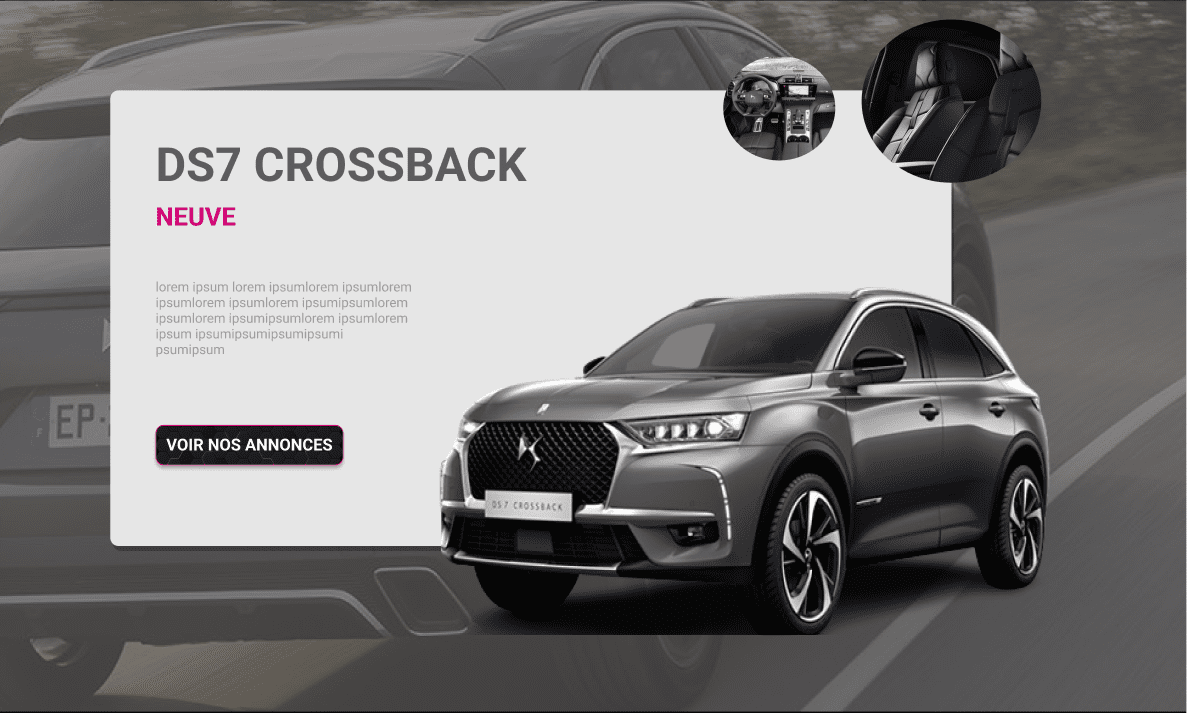 DS7 CROSSBACK
NEUVE
lorem ipsum lorem ipsumlorem ipsumlorem
ipsumlorem ipsumlorem ipsumipsumlorem
ipsumlorem ipsumipsumlorem ipsumlorem
ipsum ipsumipsumipsumipsumi
psumipsum
EP-
VOIR NOS ANNONCES
DS 7 CROSSBACK